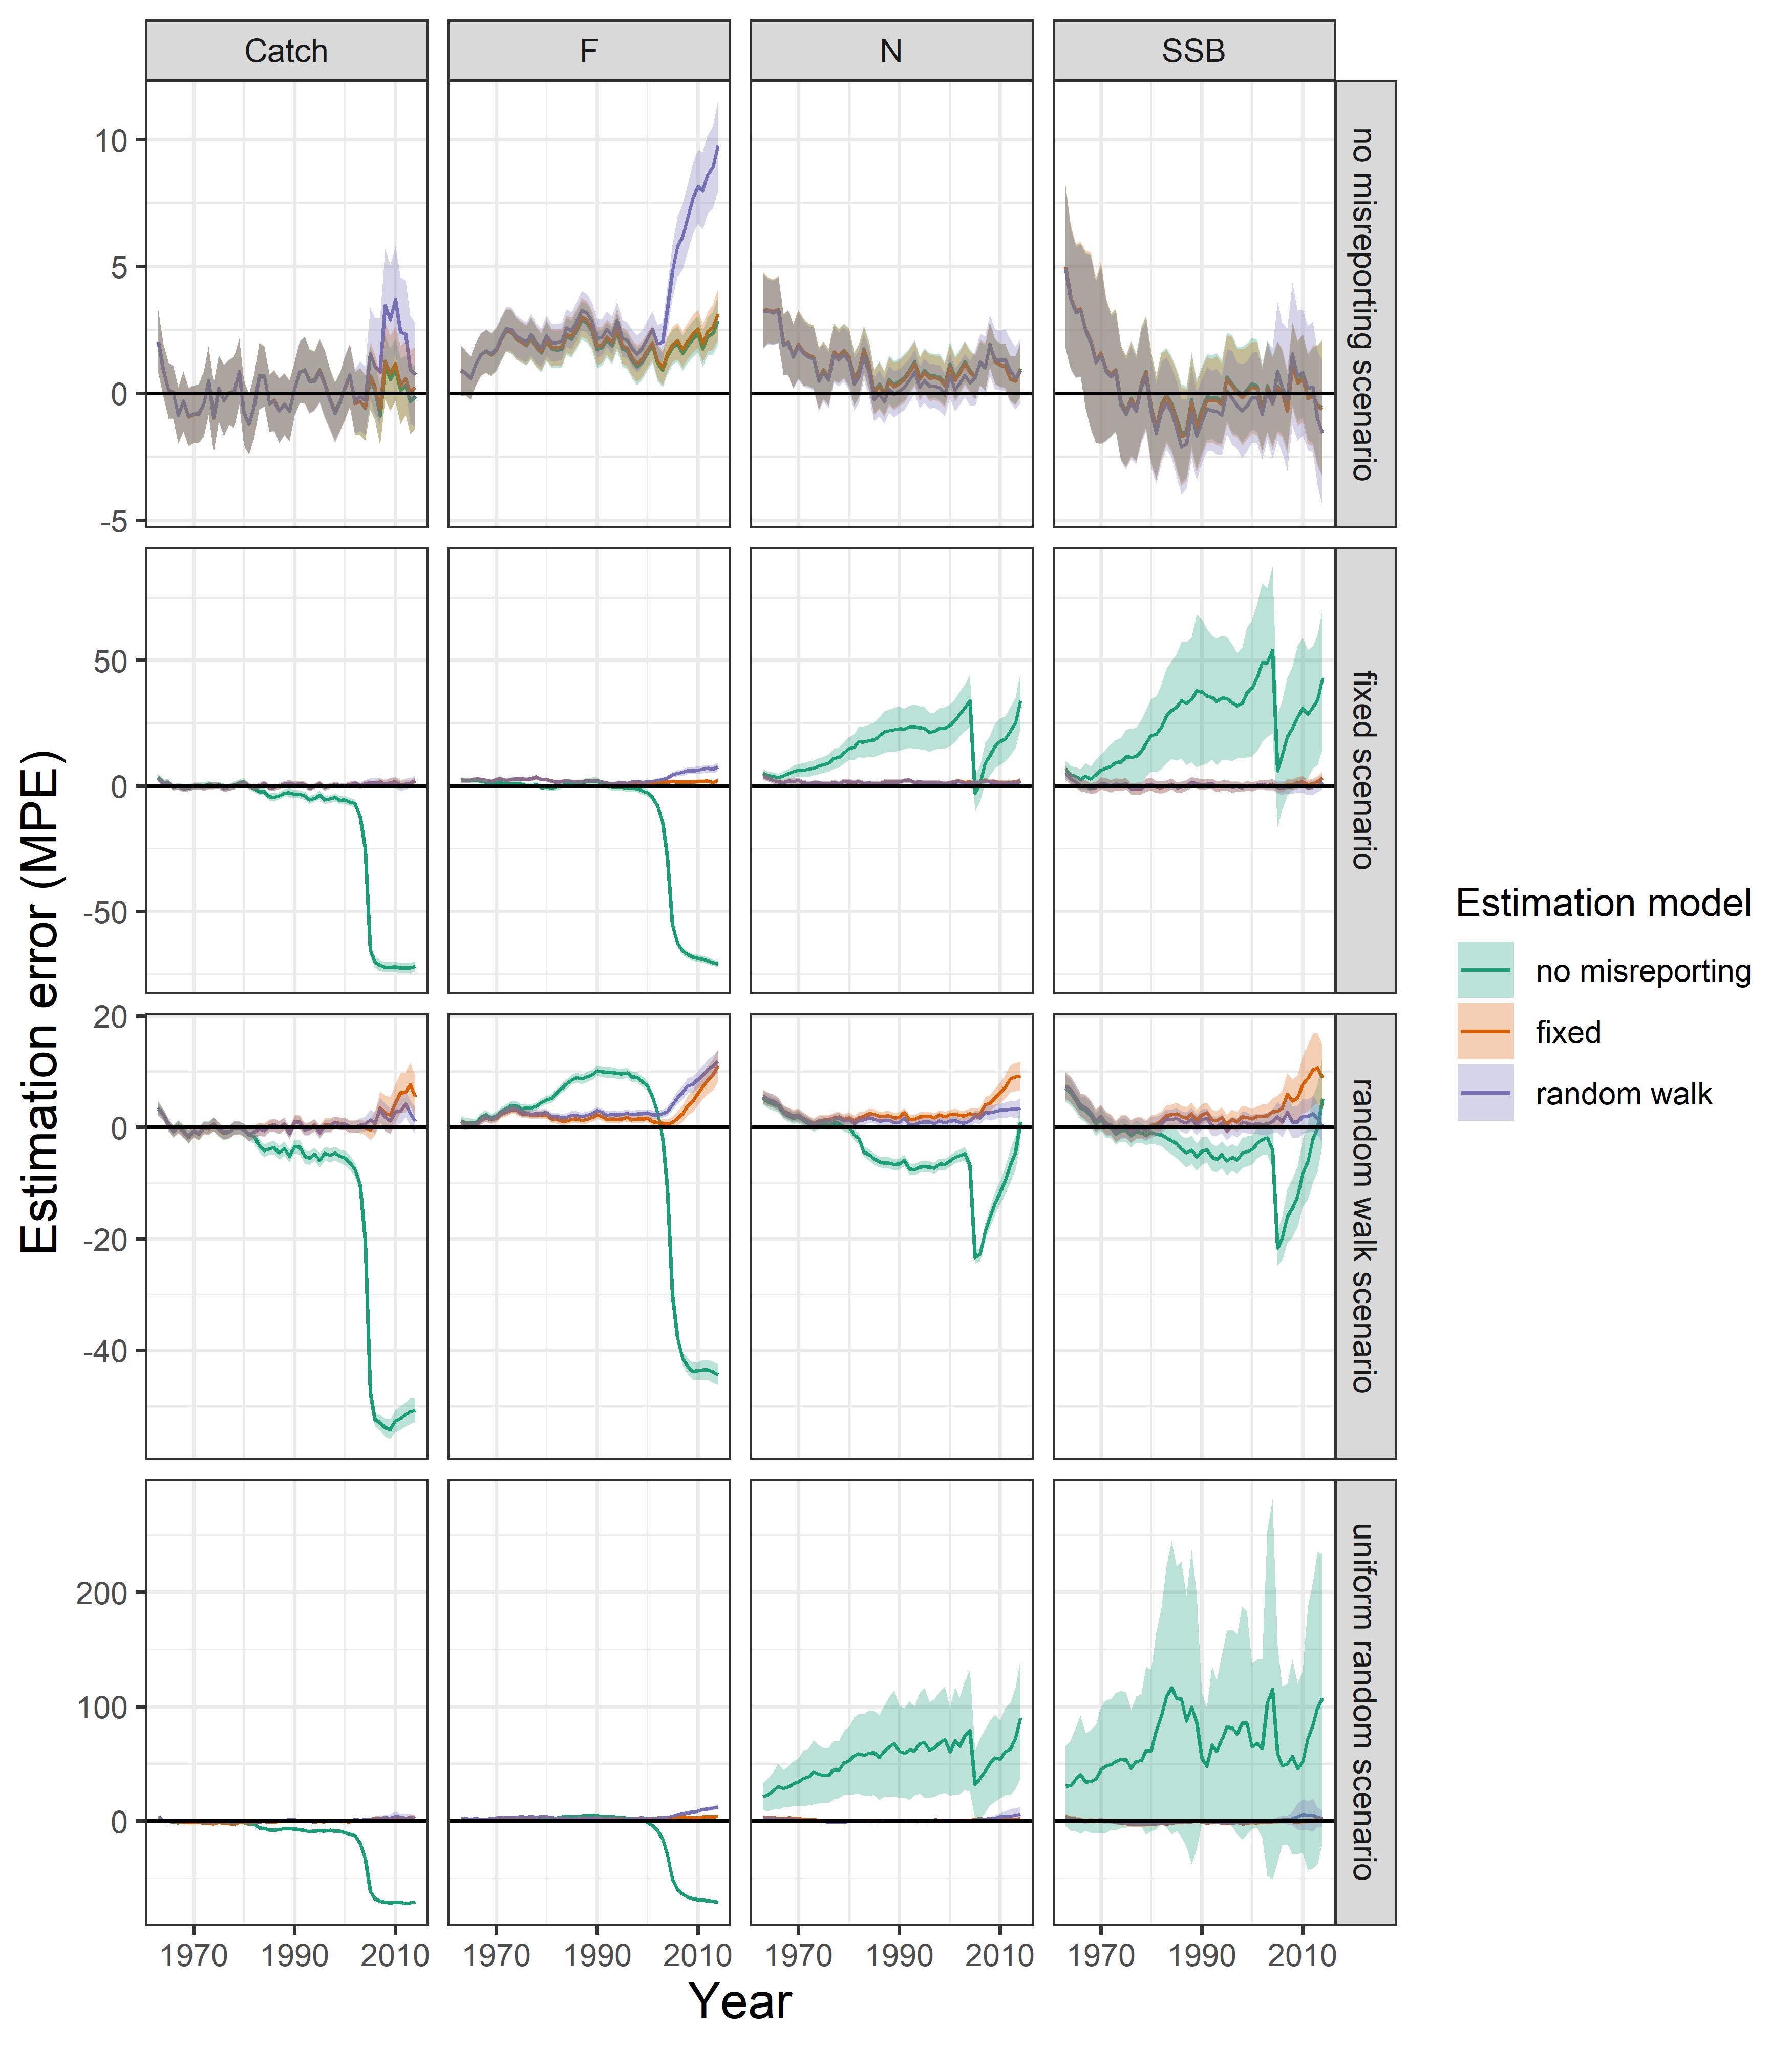 Catch
F
N
SSB
10
5
0
-5
no misreporting scenario
50
0
-50
fixed scenario
20
0
-20
-40
random walk scenario
200
100
0
uniform random scenario
1970 1990 2010
1970 1990 2010
1970 1990 2010
1970 1990 2010
Year
Estimation error (MPE)
Estimation model
no misreporting
fixed
random walk